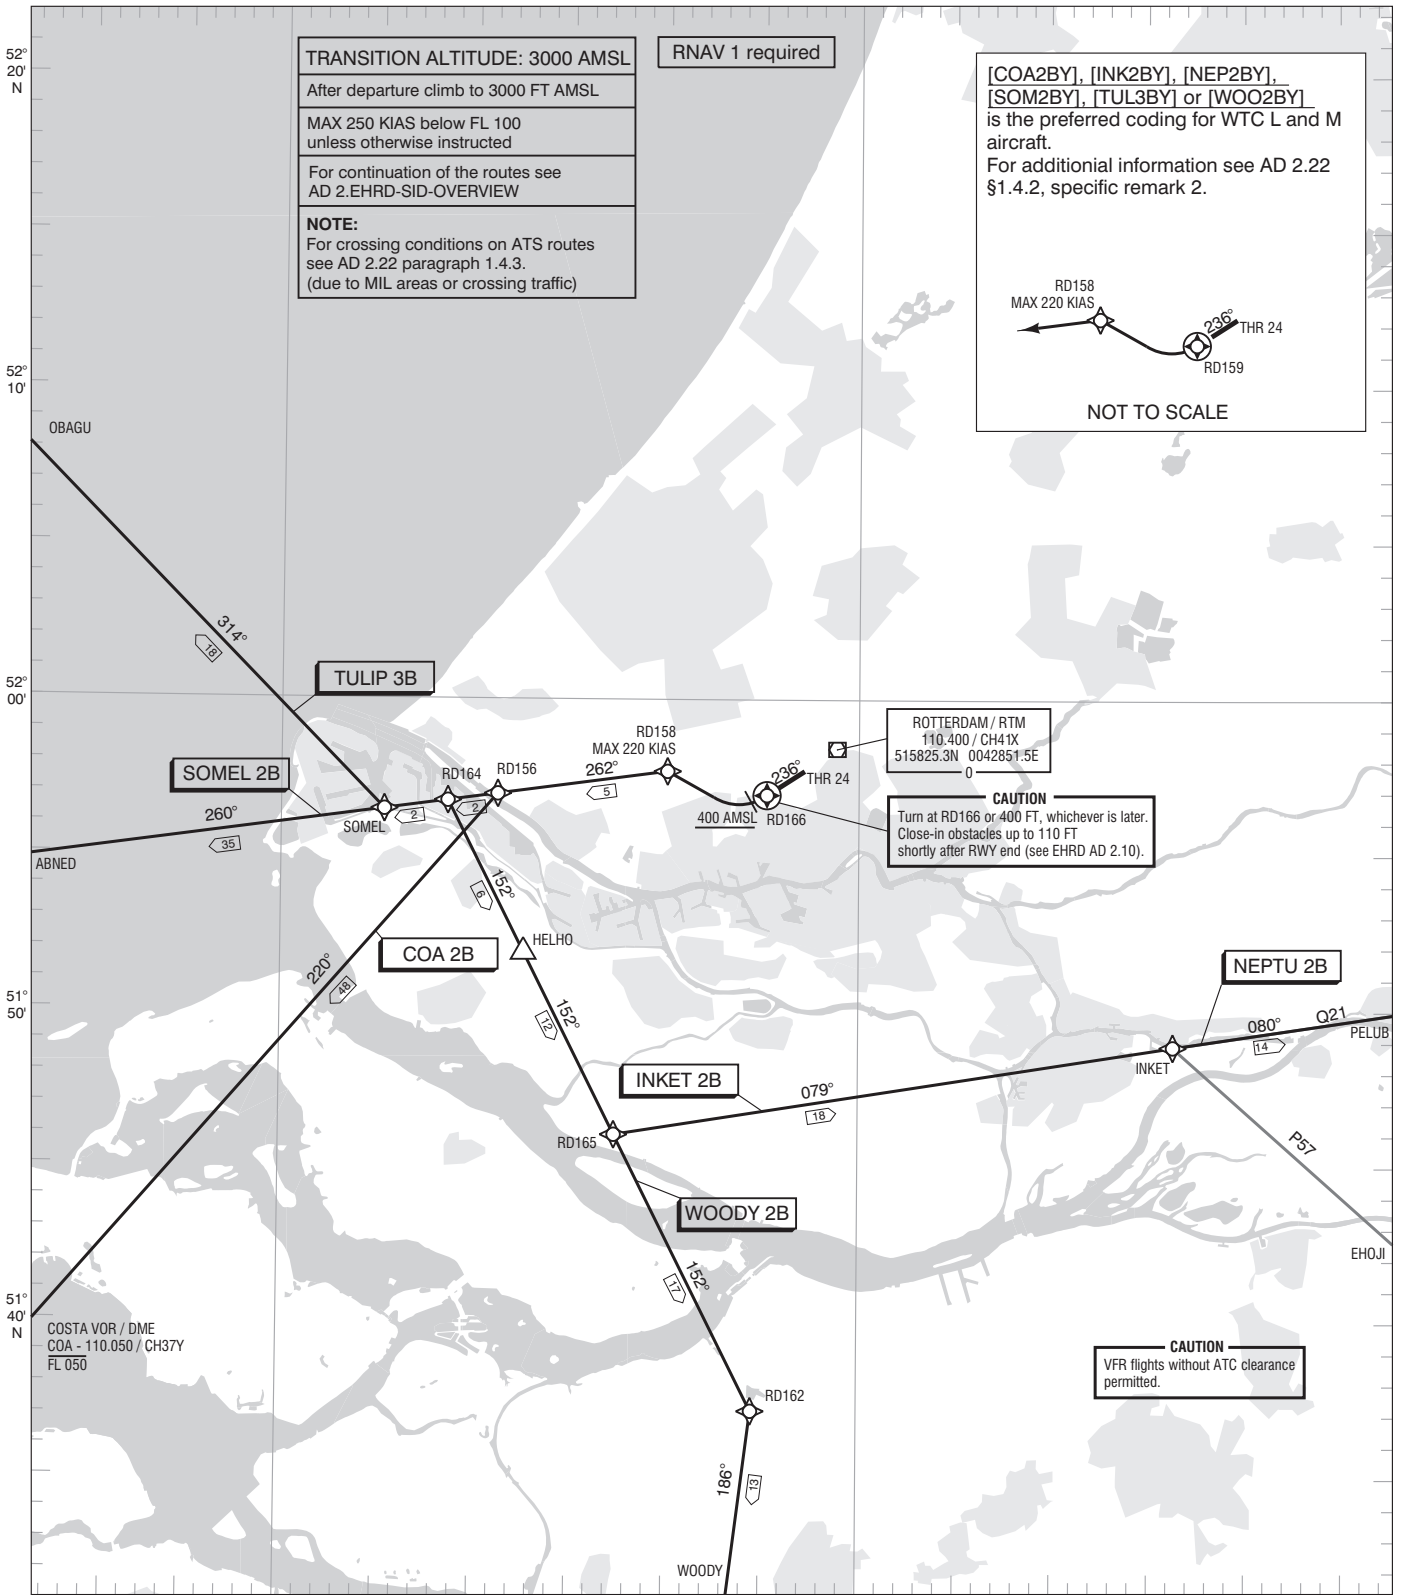 52°
20'
N
TRANSITION ALTITUDE: 3000 AMSL
After departure climb to 3000 FT AMSL
MAX 250 KIAS below FL 100
unless otherwise instructed
For continuation of the routes see
AD 2.EHRD-SID-OVERVIEW
NOTE:
For crossing conditions on ATS routes
see AD 2.22 paragraph 1.4.3.
(due to MIL areas or crossing traffic)
RNAV 1 required
[COA2BY], [INK2BY], [NEP2BY],
[SOM2BY], [TUL3BY] or [WOO2BY]
is the preferred coding for WTC L and M
aircraft.
For additionial information see AD 2.22
§1.4.2, specific remark 2.
RD158
MAX 220 KIAS
236°
THR 24
RD159
NOT TO SCALE
52°
10'
OBAGU
314°
18
TULIP 3B
52°
00'
SOMEL 2B
260°
35
ABNED
SOMEL
2
RD164
2
RD156
262°
5
RD158
MAX 220 KIAS
236°
THR 24
400 AMSL
RD166
ROTTERDAM / RTM
110.400 / CH41X
515825.3N 0042851.5E
0
CAUTION
Turn at RD166 or 400 FT, whichever is later.
Close-in obstacles up to 110 FT
shortly after RWY end (see EHRD AD 2.10).
152°
6
HELHO
COA 2B
220°
48
51°
50'
152°
12
NEPTU 2B
080°
14
Q21
PELUB
INKET
INKET 2B
079°
18
RD165
P57
EHOJI
WOODY 2B
152°
17
51°
40'
N
COSTA VOR / DME
COA - 110.050 / CH37Y
FL 050
CAUTION
VFR flights without ATC clearance
permitted.
RD162
186°
13
WOODY